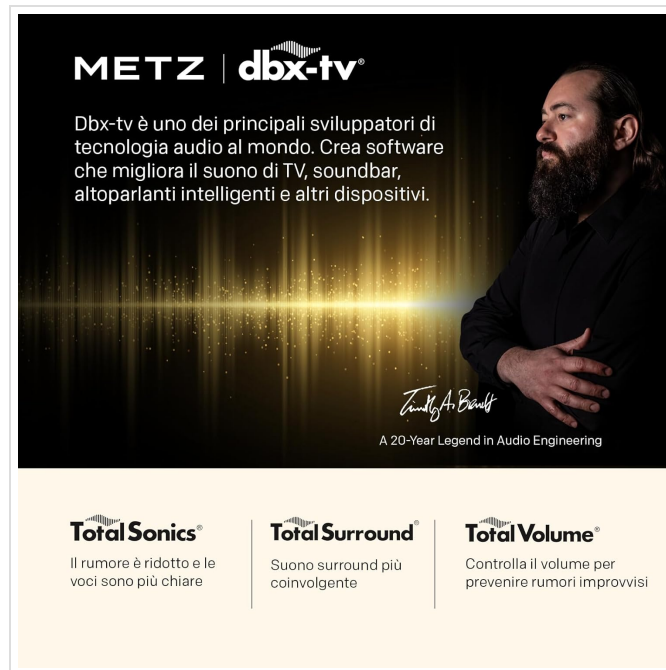 METZ | dbx-tv®
Dbx-tv è uno dei principali sviluppatori di
tecnologia audio al mondo. Crea software
che migliora il suono di TV, soundbar,
altoparlanti intelligenti e altri dispositivi.
Timothy A. Brandt
A 20-Year Legend in Audio Engineering
Total Sonics®
Il rumore è ridotto e le
voci sono più chiare
Total Surround®
Suono surround più
coinvolgente
Total Volume®
Controlla il volume per
prevenire rumori improvvisi